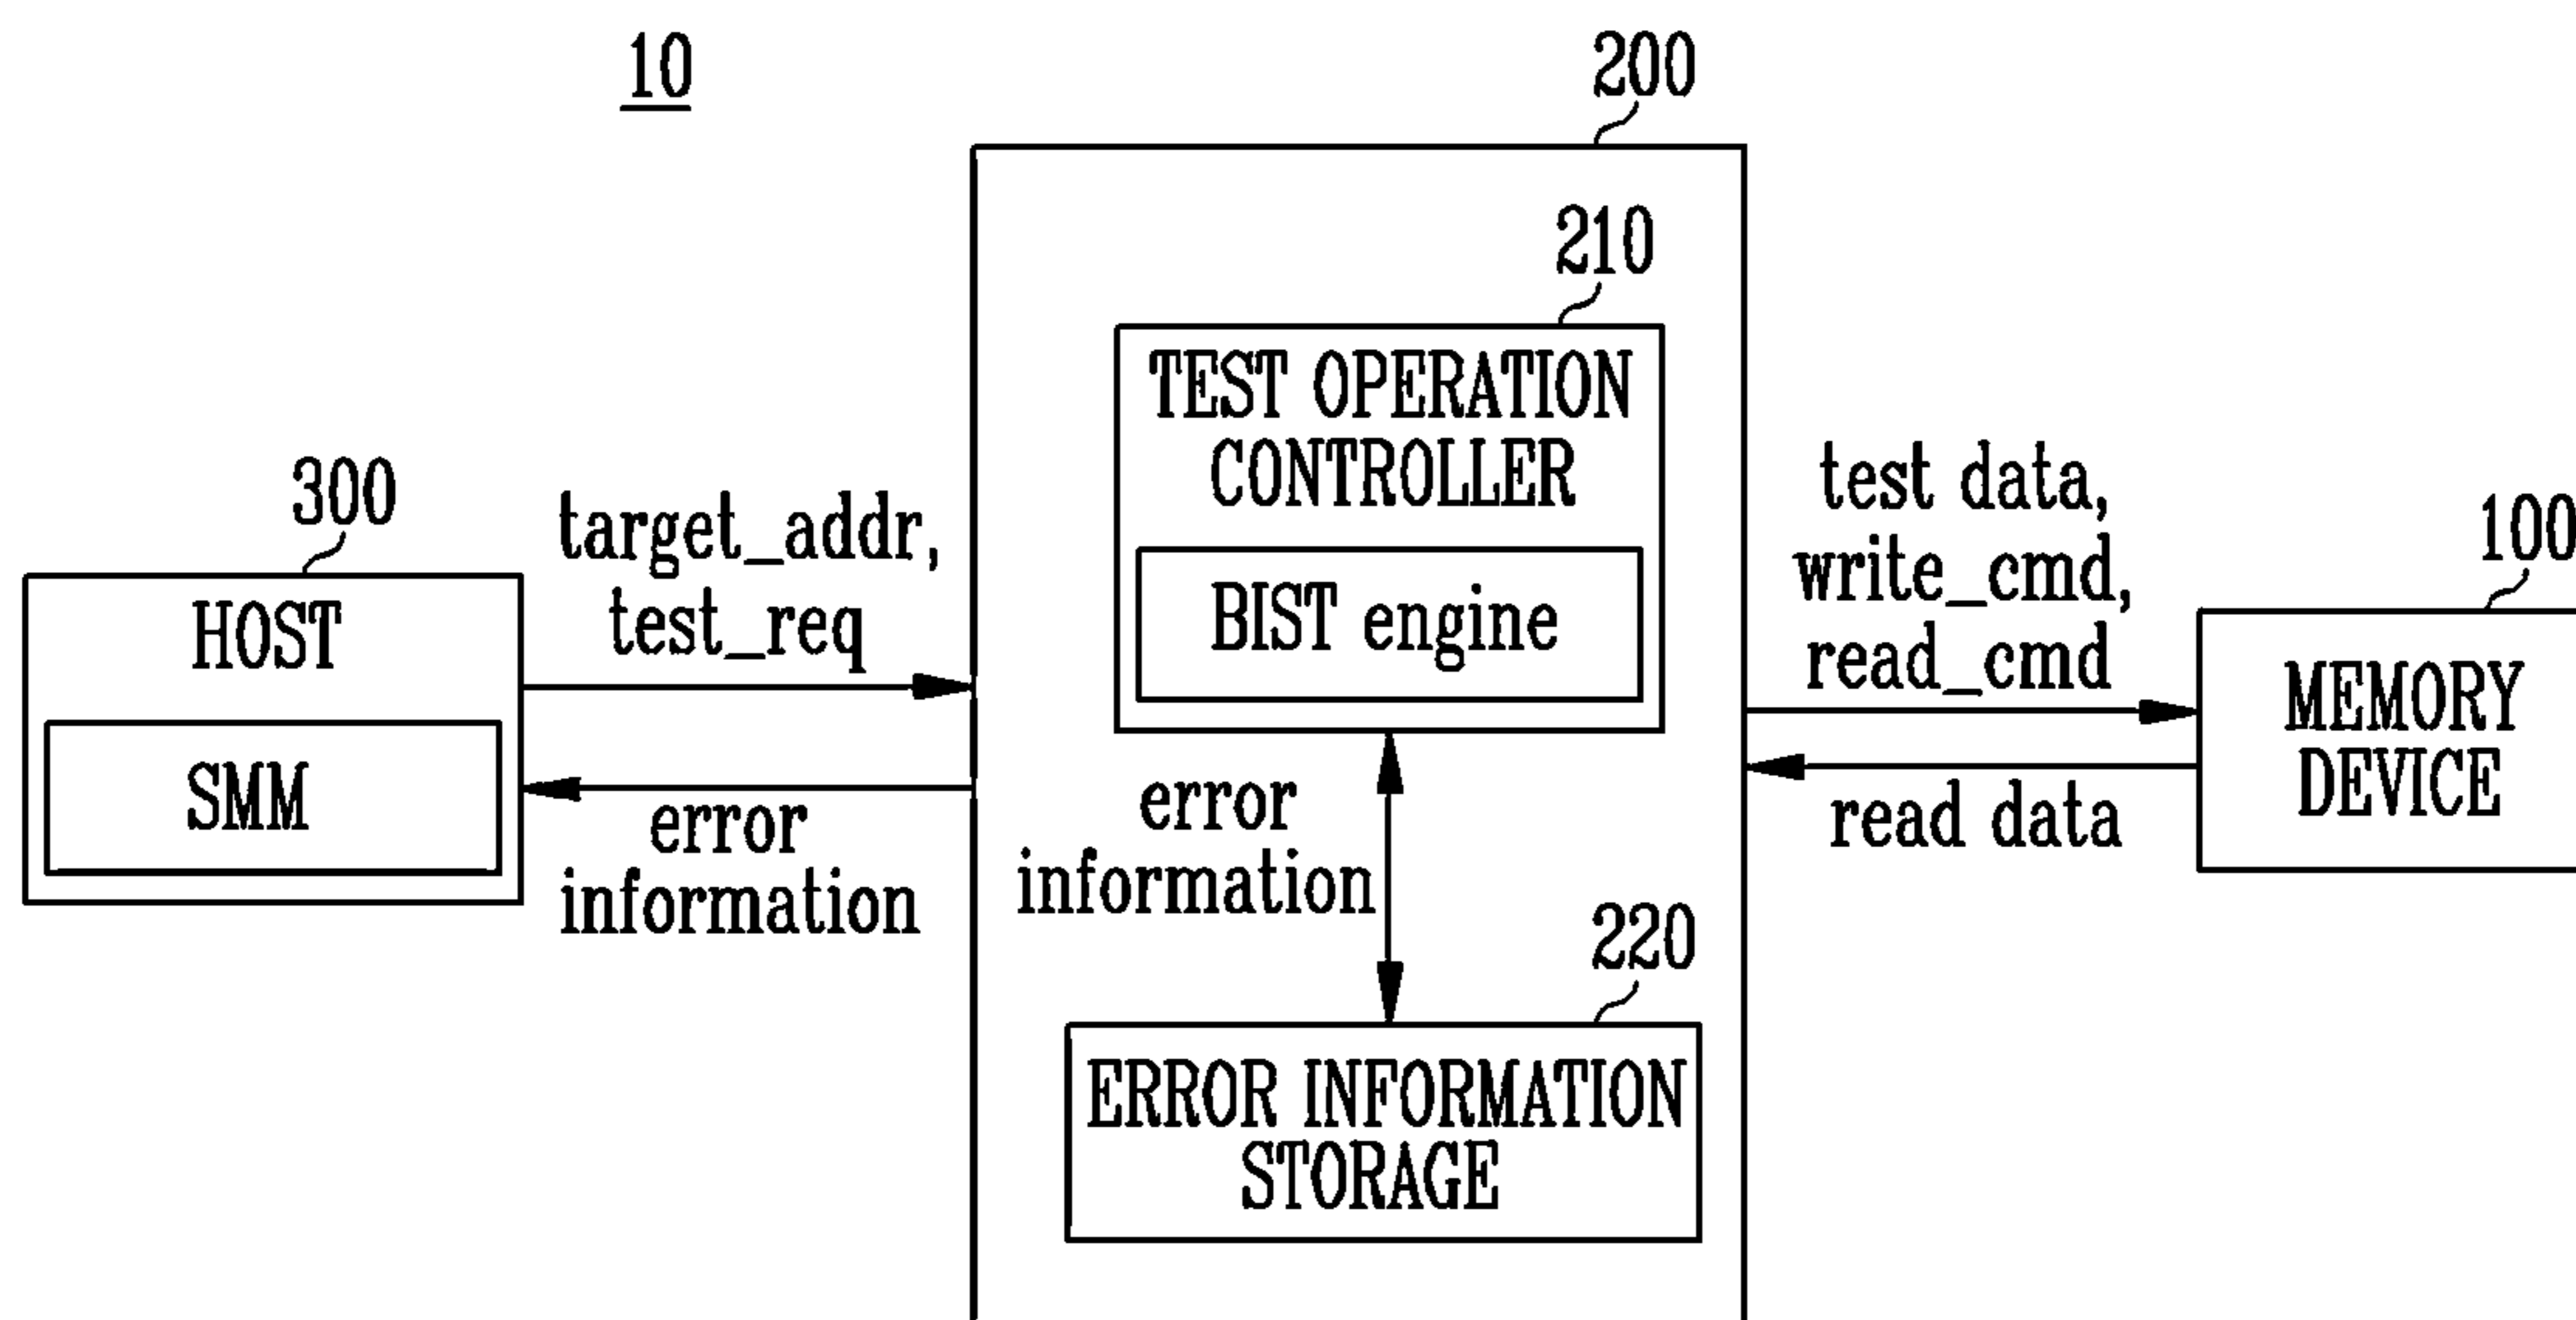 10
200
210
TEST OPERATION
CONTROLLER
BIST engine
300
HOST
SMM
target_addr,
test_req
error
information
error
information
220
ERROR INFORMATION
STORAGE
test data,
write_cmd,
read_cmd
read data
100
MEMORY
DEVICE